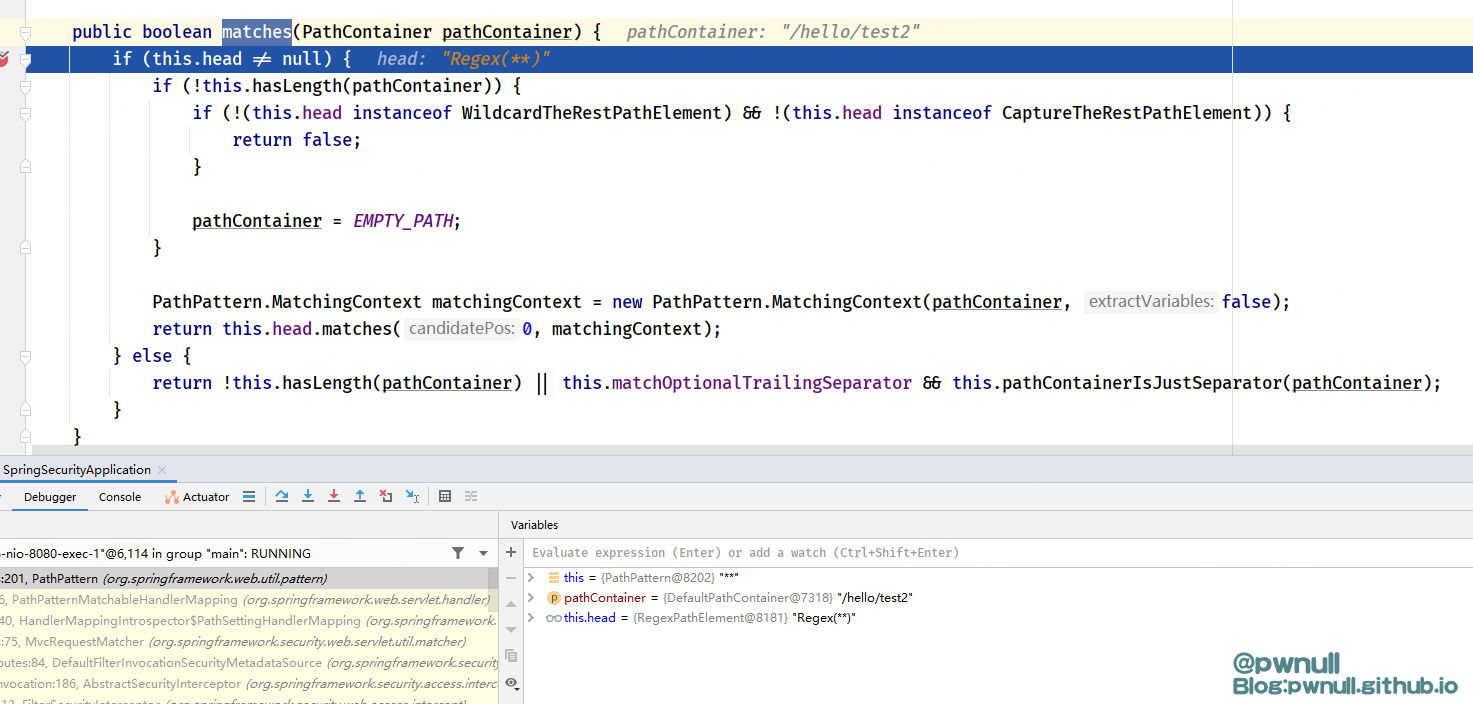 public boolean matches(PathContainer pathContainer) { pathContainer: "/hello/test2"
if (this.head ≠ null) { head: "Regex(**)"
if (!this.hasLength(pathContainer)) {
if (!(this.head instanceof WildcardTheRestPathElement) && !(this.head instanceof CaptureTheRestPathElement)) {
return false;
}
pathContainer = EMPTY_PATH;
}
PathPattern.MatchingContext matchingContext = new PathPattern.MatchingContext(pathContainer, extractVariables: false);
return this.head.matches( candidatePos: 0, matchingContext);
} else {
return !this.hasLength(pathContainer) || this.matchOptionalTrailingSeparator && this.pathContainerIsJustSeparator(pathContainer);
}
}
SpringSecurityApplication
Debugger Console Actuator
Variables
-nio-8080-exec-1"@6,114 in group "main": RUNNING
Evaluate expression (Enter) or add a watch (Ctrl+Shift+Enter)
:201, PathPattern (org.springframework.web.util.pattern)
this = {PathPattern@8202} "**"
6, PathPatternMatchableHandlerMapping (org.springframework.web.servlet.handler)
pathContainer = {DefaultPathContainer@7318} "/hello/test2"
40, HandlerMappingIntrospector$PathSettingHandlerMapping (org.springframework.
this.head = {RegexPathElement@8181} "Regex(**)"
:75, MvcRequestMatcher (org.springframework.security.web.servlet.util.matcher)
butes:84, DefaultFilterInvocationSecurityMetadataSource (org.springframework.security
nvocation:186, AbstractSecurityInterceptor (org.springframework.security.access.interc
@pwnull
Blog:pwnull.github.io